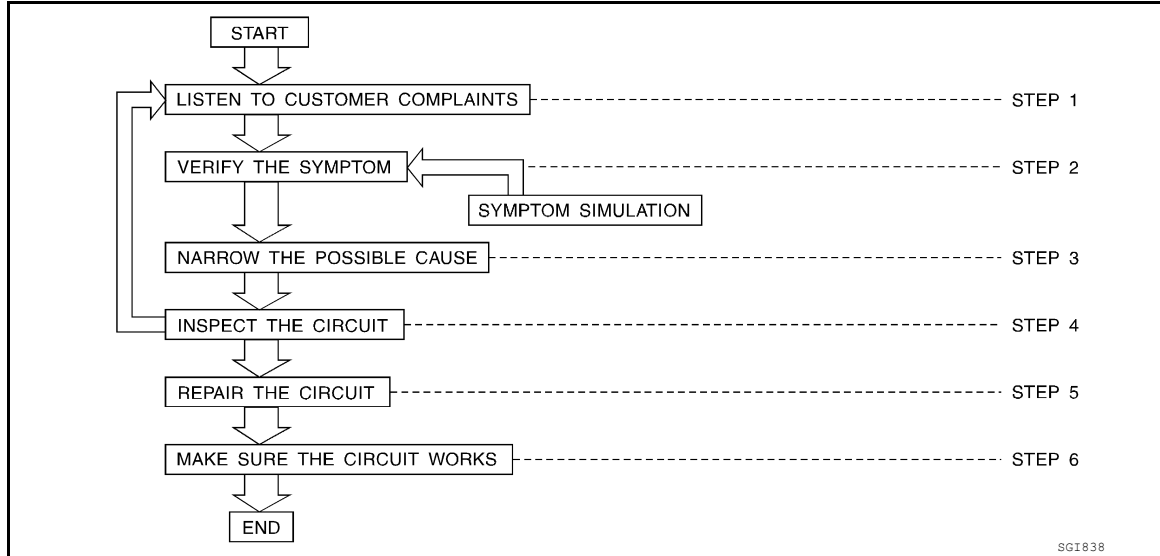 START
LISTEN TO CUSTOMER COMPLAINTS
STEP 1
VERIFY THE SYMPTOM
STEP 2
SYMPTOM SIMULATION
NARROW THE POSSIBLE CAUSE
STEP 3
INSPECT THE CIRCUIT
STEP 4
REPAIR THE CIRCUIT
STEP 5
MAKE SURE THE CIRCUIT WORKS
STEP 6
END
SGI838